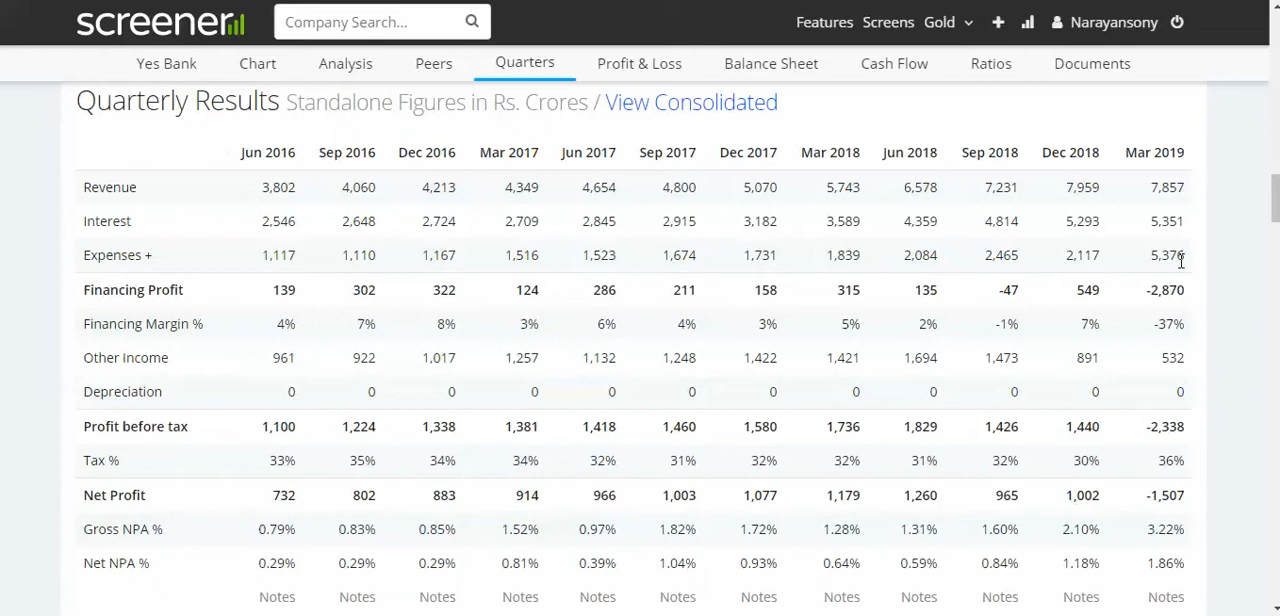 screener Company Search... Features Screens Gold Narayansony
Yes Bank Chart Analysis Peers Quarters Profit & Loss Balance Sheet Cash Flow Ratios Documents
Quarterly Results Standalone Figures in Rs. Crores / View Consolidated
Jun 2016 Sep 2016 Dec 2016 Mar 2017 Jun 2017 Sep 2017 Dec 2017 Mar 2018 Jun 2018 Sep 2018 Dec 2018 Mar 2019
Revenue 3,802 4,060 4,213 4,349 4,654 4,800 5,070 5,743 6,578 7,231 7,959 7,857
Interest 2,546 2,648 2,724 2,709 2,845 2,915 3,182 3,589 4,359 4,814 5,293 5,351
Expenses + 1,117 1,110 1,167 1,516 1,523 1,674 1,731 1,839 2,084 2,465 2,117 5,376
Financing Profit 139 302 322 124 286 211 158 315 135 -47 549 -2,870
Financing Margin % 4% 7% 8% 3% 6% 4% 3% 5% 2% -1% 7% -37%
Other Income 961 922 1,017 1,257 1,132 1,248 1,422 1,421 1,694 1,473 891 532
Depreciation 0 0 0 0 0 0 0 0 0 0 0 0
Profit before tax 1,100 1,224 1,338 1,381 1,418 1,460 1,580 1,736 1,829 1,426 1,440 -2,338
Tax % 33% 35% 34% 34% 32% 31% 32% 32% 31% 32% 30% 36%
Net Profit 732 802 883 914 966 1,003 1,077 1,179 1,260 965 1,002 -1,507
Gross NPA % 0.79% 0.83% 0.85% 1.52% 0.97% 1.82% 1.72% 1.28% 1.31% 1.60% 2.10% 3.22%
Net NPA % 0.29% 0.29% 0.29% 0.81% 0.39% 1.04% 0.93% 0.64% 0.59% 0.84% 1.18% 1.86%
Notes Notes Notes Notes Notes Notes Notes Notes Notes Notes Notes Notes